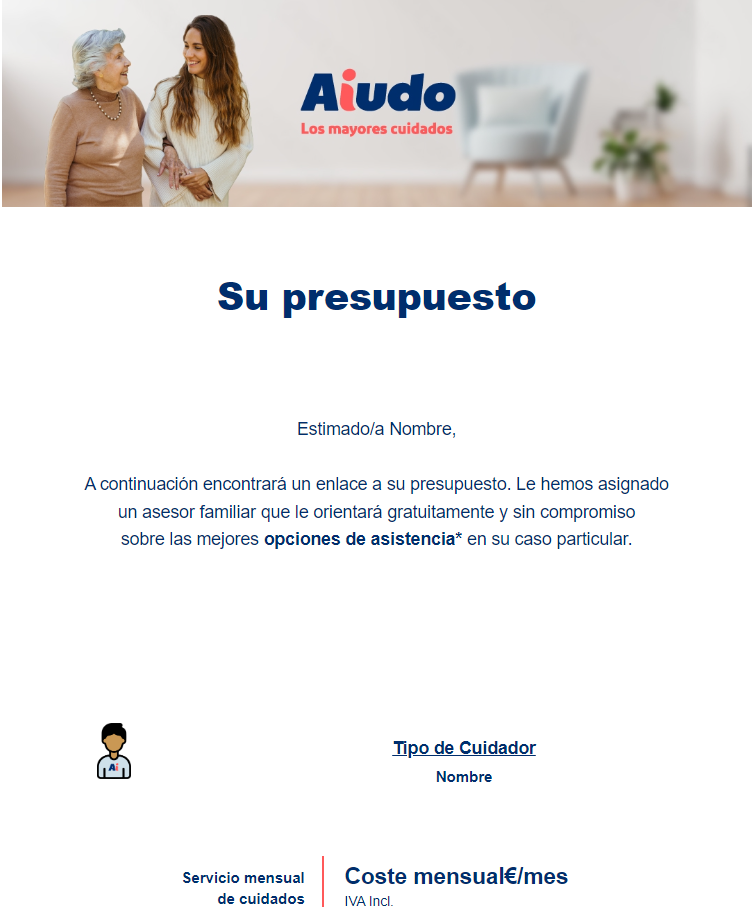 Aiudo
Los mayores cuidados
Su presupuesto
Estimado/a Nombre,
A continuación encontrará un enlace a su presupuesto. Le hemos asignado
un asesor familiar que le orientará gratuitamente y sin compromiso
sobre las mejores opciones de asistencia* en su caso particular.
Ai
Tipo de Cuidador
Nombre
Servicio mensual
de cuidados
Coste mensual€/mes
IVA Incl.